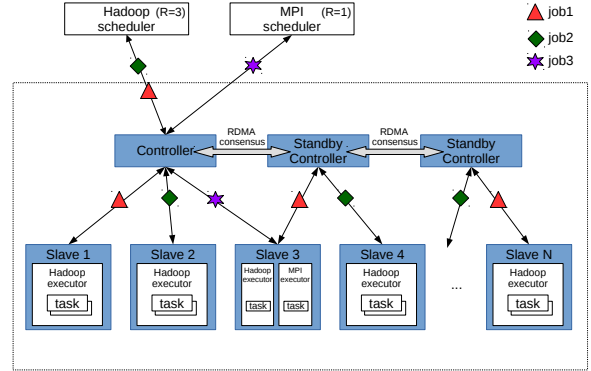 Hadoop (R=3)
scheduler
MPI (R=1)
scheduler
job1
job2
job3
Controller
RDMA
consensus
Standby
Controller
RDMA
consensus
Standby
Controller
Slave 1
Hadoop
executor
task
Slave 2
Hadoop
executor
task
Slave 3
Hadoop
executor
task
MPI
executor
task
Slave 4
Hadoop
executor
task
...
Slave N
Hadoop
executor
task